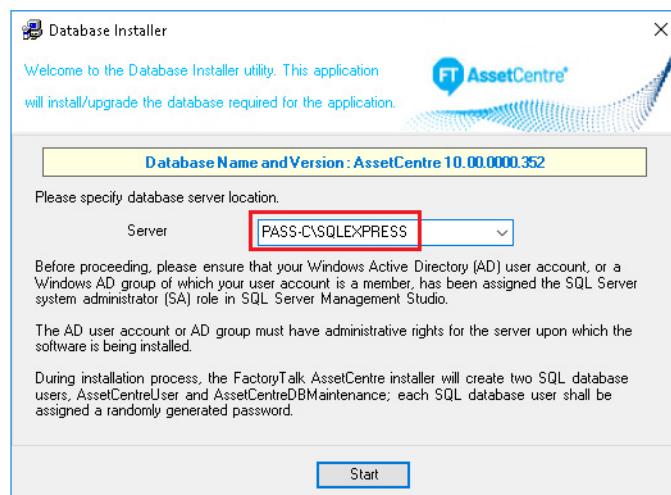 Database Installer
Welcome to the Database Installer utility. This application
will install/upgrade the database required for the application.
FT AssetCentre®
Database Name and Version : AssetCentre 10.00.0000.352
Please specify database server location.
Server PASS-C\SQLEXPRESS
Before proceeding, please ensure that your Windows Active Directory (AD) user account, or a
Windows AD group of which your user account is a member, has been assigned the SQL Server
system administrator (SA) role in SQL Server Management Studio.
The AD user account or AD group must have administrative rights for the server upon which the
software is being installed.
During installation process, the FactoryTalk AssetCentre installer will create two SQL database
users, AssetCentreUser and AssetCentreDBMaintenance; each SQL database user shall be
assigned a randomly generated password.
Start